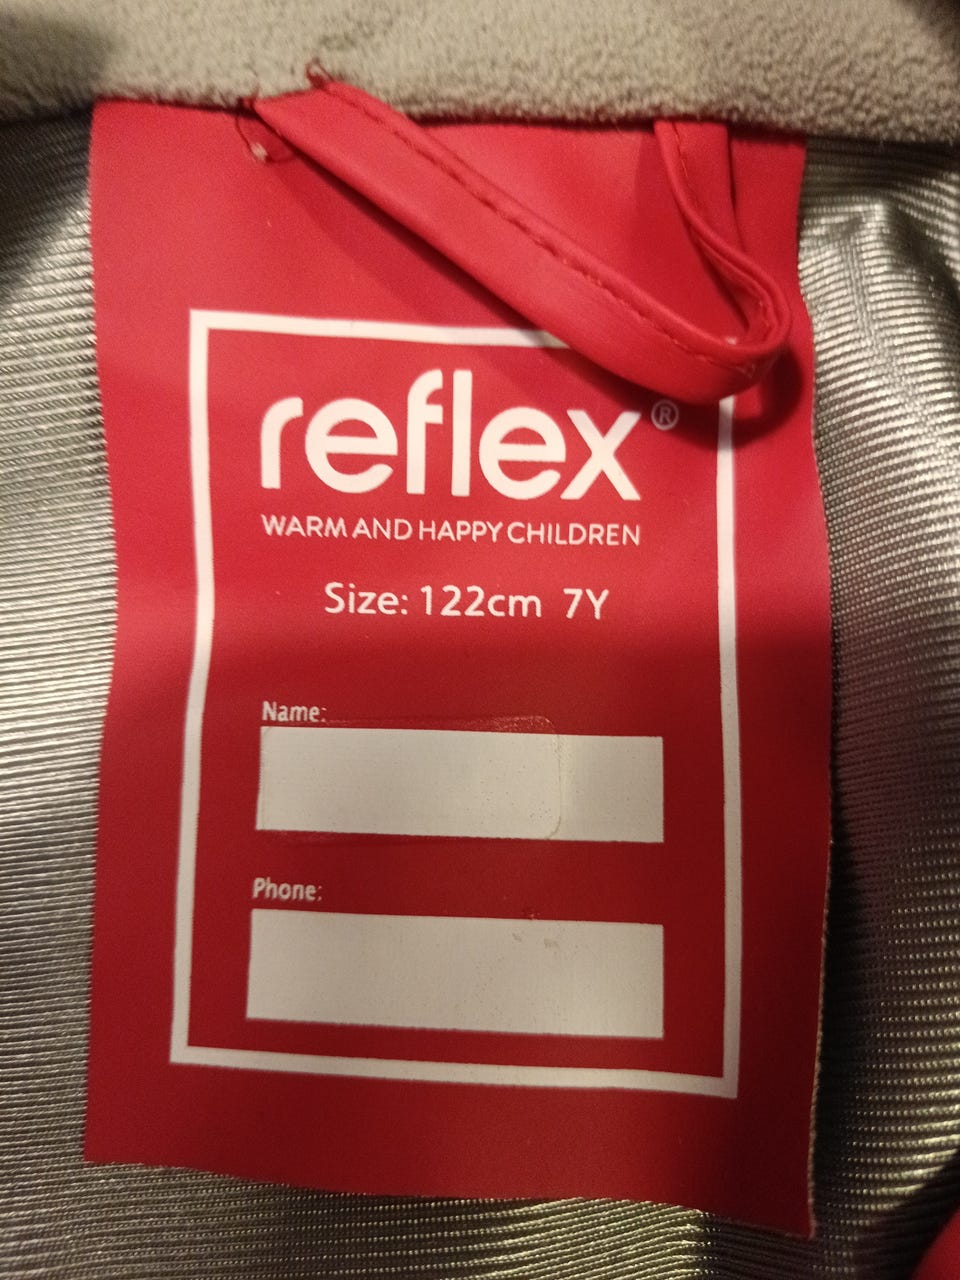 reflex®
WARM AND HAPPY CHILDREN
Size: 122cm 7Y
Name:
Phone: